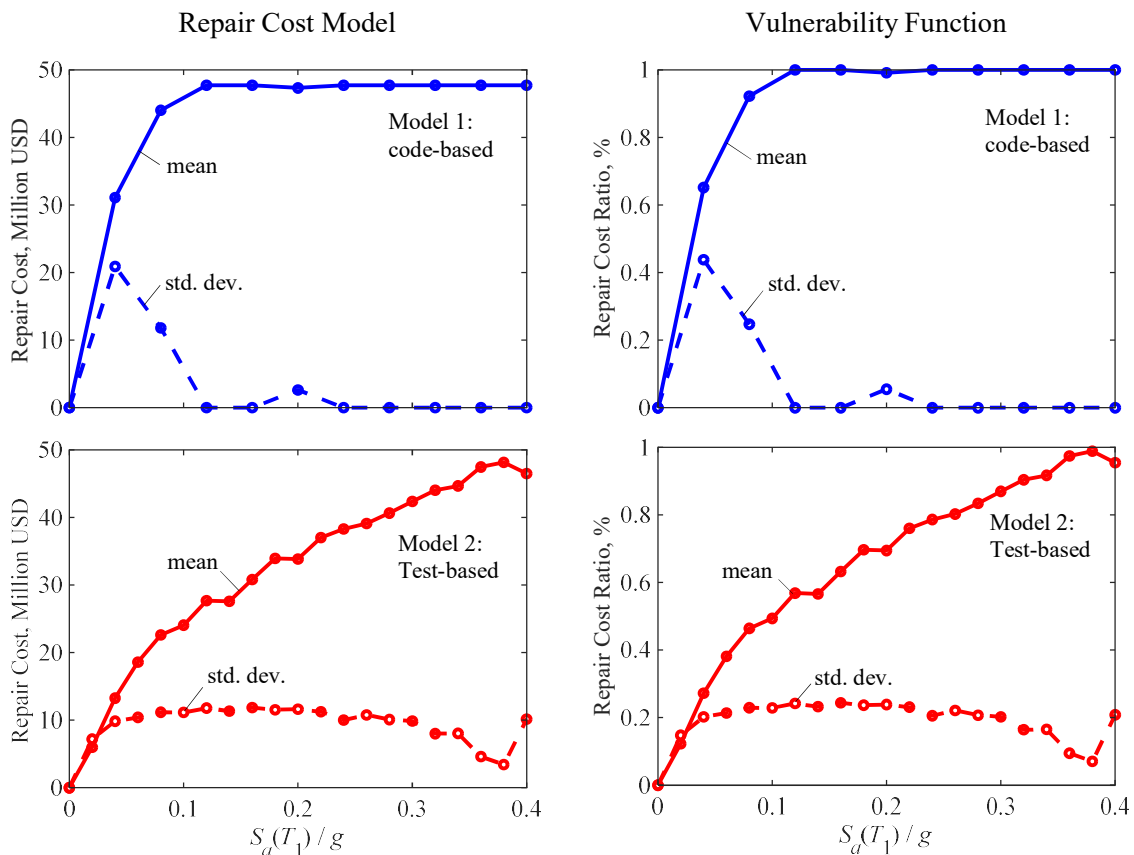 Repair Cost Model
Vulnerability Function
Repair Cost, Million USD
50
40
30
20
10
0
mean
std. dev.
Model 1:
code-based
Repair Cost Ratio, %
1
0.8
0.6
0.4
0.2
0
mean
std. dev.
Model 1:
code-based
Repair Cost, Million USD
50
40
30
20
10
0
mean
std. dev.
Model 2:
Test-based
0 0.1 0.2 0.3 0.4
Sa(T1) / g
Repair Cost Ratio, %
1
0.8
0.6
0.4
0.2
0
mean
std. dev.
Model 2:
Test-based
0 0.1 0.2 0.3 0.4
Sa(T1) / g